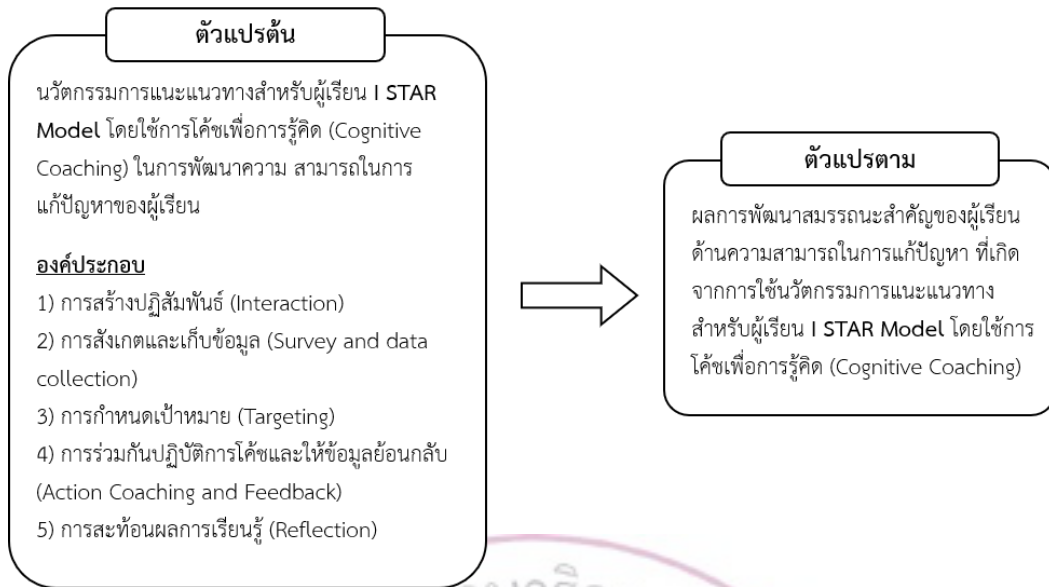 ตัวแปรต้น
นวัตกรรมการแนะแนวทางสำหรับผู้เรียน I STAR
Model โดยใช้การโค้ชเพื่อการรู้คิด (Cognitive
Coaching) ในการพัฒนาความ สามารถในการ
แก้ปัญหาของผู้เรียน
องค์ประกอบ
1) การสร้างปฏิสัมพันธ์ (Interaction)
2) การสังเกตและเก็บข้อมูล (Survey and data
collection)
3) การกำหนดเป้าหมาย (Targeting)
4) การร่วมกันปฏิบัติการโค้ชและให้ข้อมูลย้อนกลับ
(Action Coaching and Feedback)
5) การสะท้อนผลการเรียนรู้ (Reflection)
ตัวแปรตาม
ผลการพัฒนาสมรรถนะสำคัญของผู้เรียน
ด้านความสามารถในการแก้ปัญหา ที่เกิด
จากการใช้นวัตกรรมการแนะแนวทาง
สำหรับผู้เรียน I STAR Model โดยใช้การ
โค้ชเพื่อการรู้คิด (Cognitive Coaching)